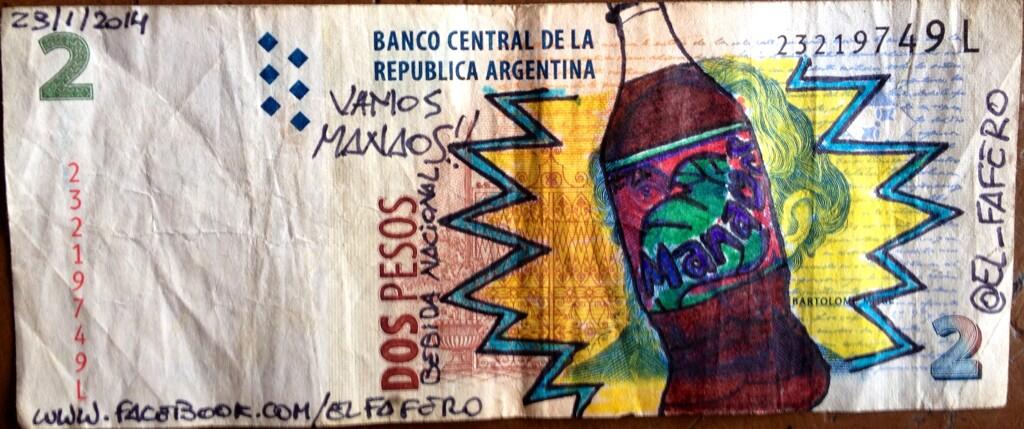 23/1/2014
2
BANCO CENTRAL DE LA
REPUBLICA ARGENTINA
23219749 L
VAMOS
MANAOS!!
DOS PESOS
BEBIDA NACIONAL
Manaos
BARTOLOME MITRE
@EL_FAFERO
2
23219749L
WWW.FACEBOOK.COM/ELFAFERO